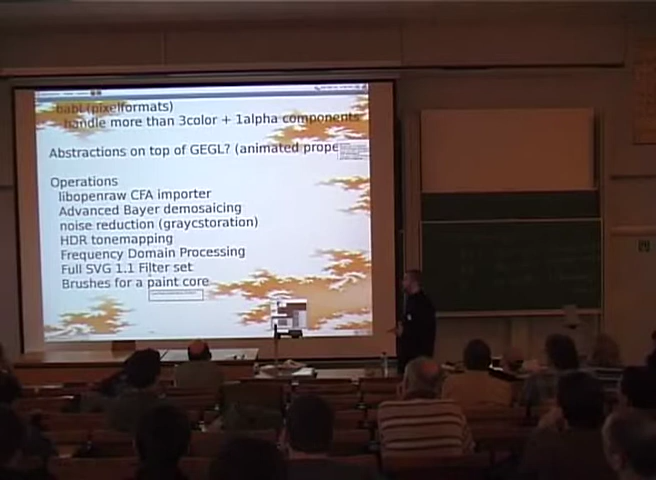 babl (pixelformats)
handle more than 3color + 1alpha components
Abstractions on top of GEGL? (animated prope
Operations
libopenraw CFA importer
Advanced Bayer demosaicing
noise reduction (graycstoration)
HDR tonemapping
Frequency Domain Processing
Full SVG 1.1 Filter set
Brushes for a paint core